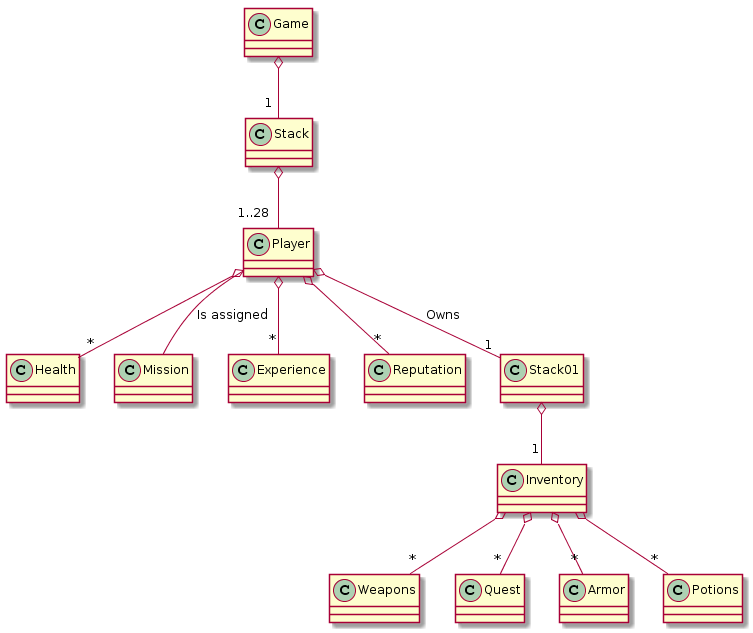 C Game
1
C Stack
1..28
C Player
Is assigned
Owns
*
*
*
1
C Health
C Mission
C Experience
C Reputation
C Stack01
1
C Inventory
*
*
*
*
C Weapons
C Quest
C Armor
C Potions